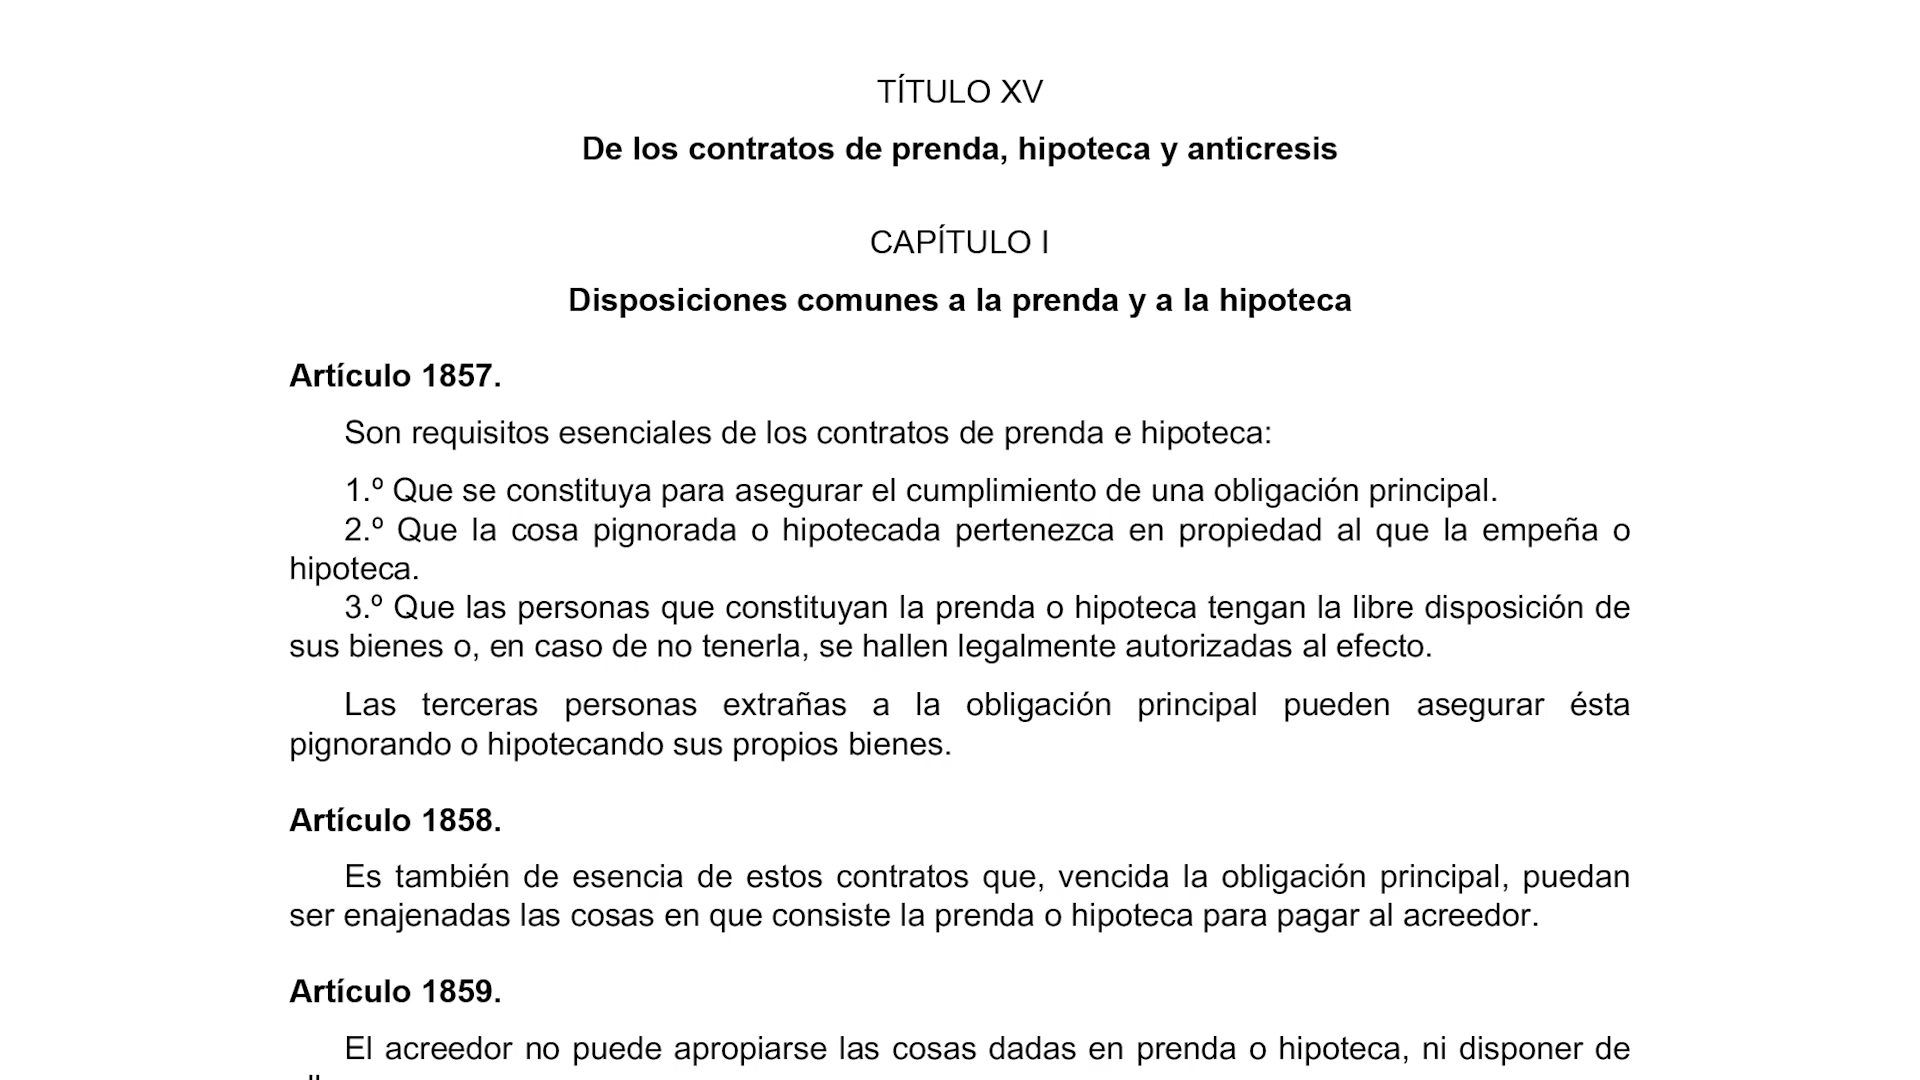 TÍTULO XV
De los contratos de prenda, hipoteca y anticresis
CAPÍTULO I
Disposiciones comunes a la prenda y a la hipoteca
Artículo 1857.
Son requisitos esenciales de los contratos de prenda e hipoteca:
1.º Que se constituya para asegurar el cumplimiento de una obligación principal.
2.º Que la cosa pignorada o hipotecada pertenezca en propiedad al que la empeña o
hipoteca.
3.º Que las personas que constituyan la prenda o hipoteca tengan la libre disposición de
sus bienes o, en caso de no tenerla, se hallen legalmente autorizadas al efecto.
Las terceras personas extrañas a la obligación principal pueden asegurar ésta
pignorando o hipotecando sus propios bienes.
Artículo 1858.
Es también de esencia de estos contratos que, vencida la obligación principal, puedan
ser enajenadas las cosas en que consiste la prenda o hipoteca para pagar al acreedor.
Artículo 1859.
El acreedor no puede apropiarse las cosas dadas en prenda o hipoteca, ni disponer de